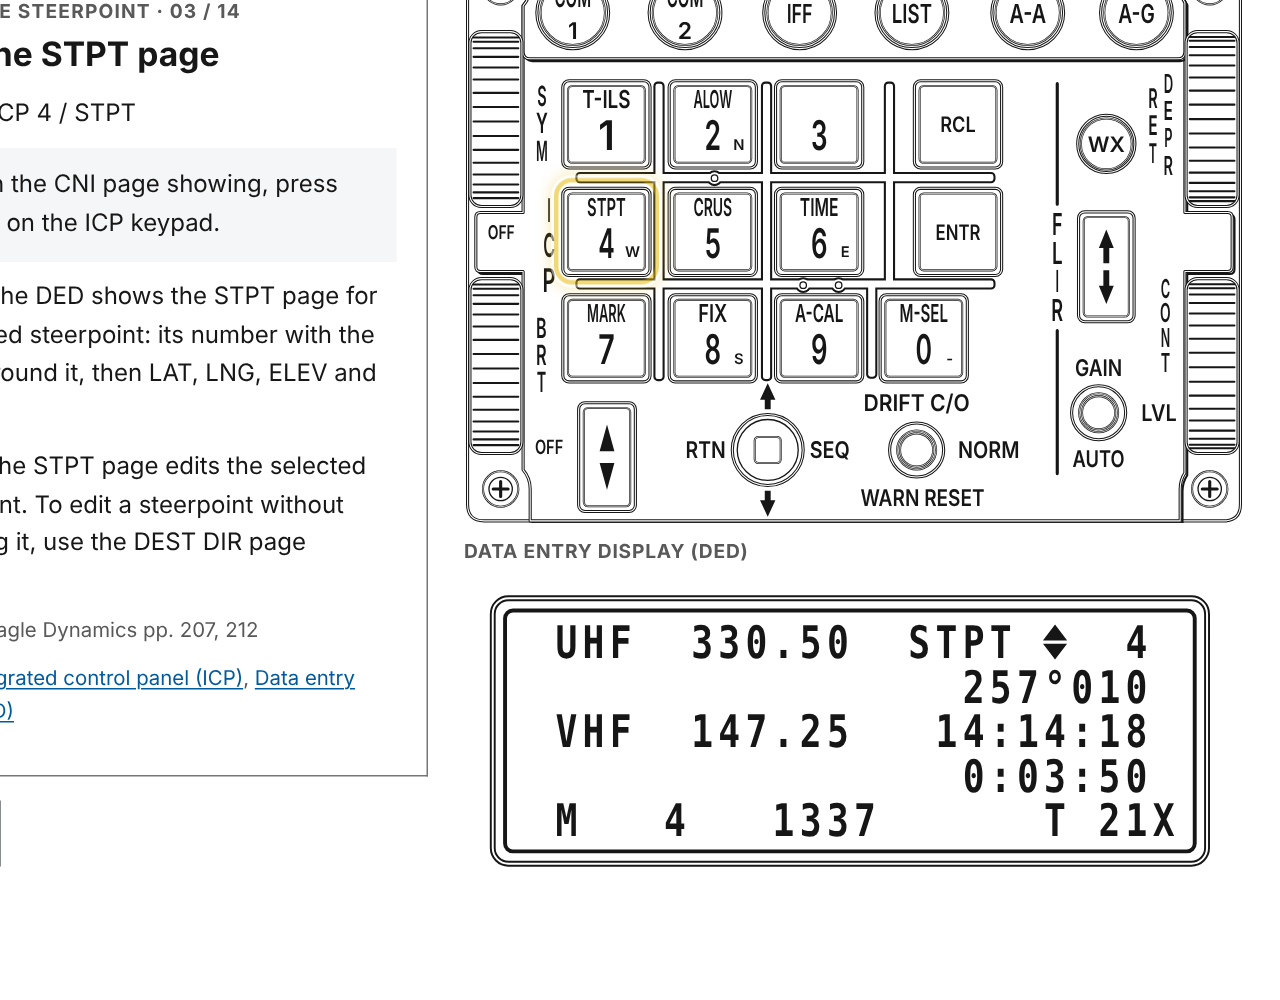 E STEERPOINT · 03 / 14
he STPT page
CP 4 / STPT
the CNI page showing, press
on the ICP keypad.
he DED shows the STPT page for
ed steerpoint: its number with the
ound it, then LAT, LNG, ELEV and
he STPT page edits the selected
nt. To edit a steerpoint without
g it, use the DEST DIR page
agle Dynamics pp. 207, 212
grated control panel (ICP), Data entry
D)
COM 1
COM 2
IFF
LIST
A-A
A-G
SYM
T-ILS 1
ALOW 2 N
3
RCL
WX
RET
DEPR
OFF
ICP
STPT 4 W
CRUS 5
TIME 6 E
ENTR
FLIR
BRT
MARK 7
FIX 8 S
A-CAL 9
M-SEL 0 -
CONT
GAIN
LVL
AUTO
OFF
RTN
SEQ
DRIFT C/O
NORM
WARN RESET
DATA ENTRY DISPLAY (DED)
UHF 330.50 STPT 4
257°010
VHF 147.25 14:14:18
0:03:50
M 4 1337 T 21X